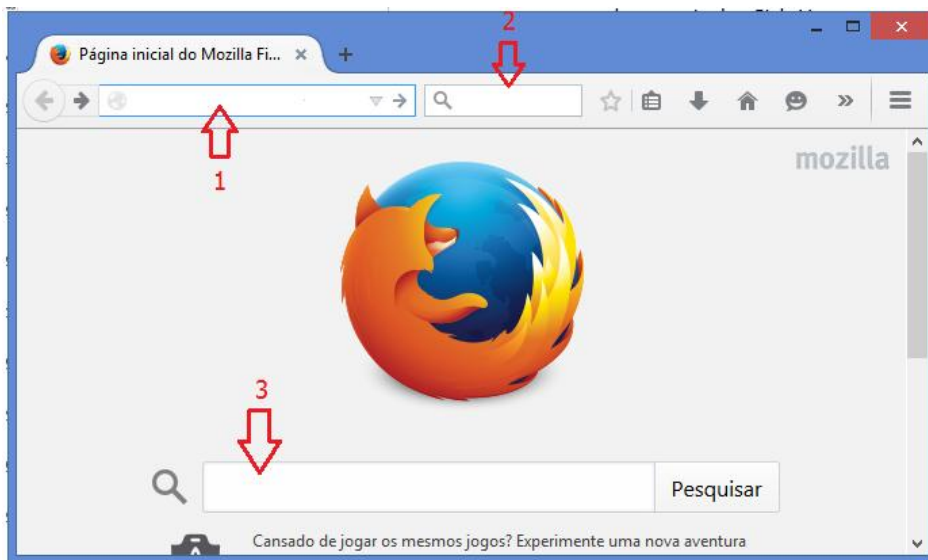 2
Página inicial do Mozilla Fi...
1
mozilla
3
Pesquisar
Cansado de jogar os mesmos jogos? Experimente uma nova aventura